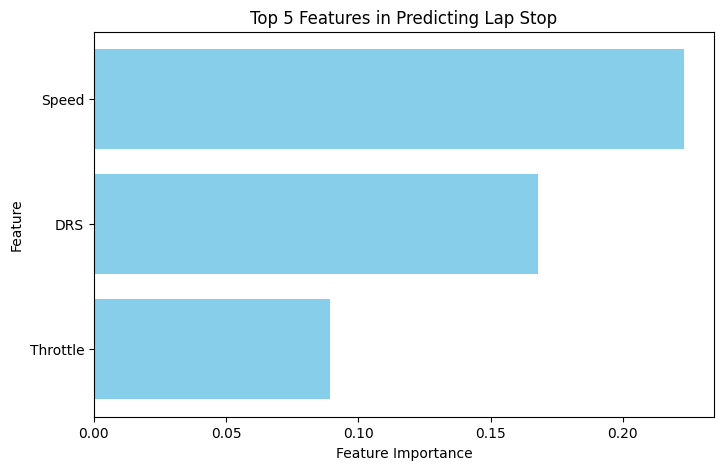 Top 5 Features in Predicting Lap Stop
Speed
DRS
Throttle
Feature
0.00 0.05 0.10 0.15 0.20
Feature Importance